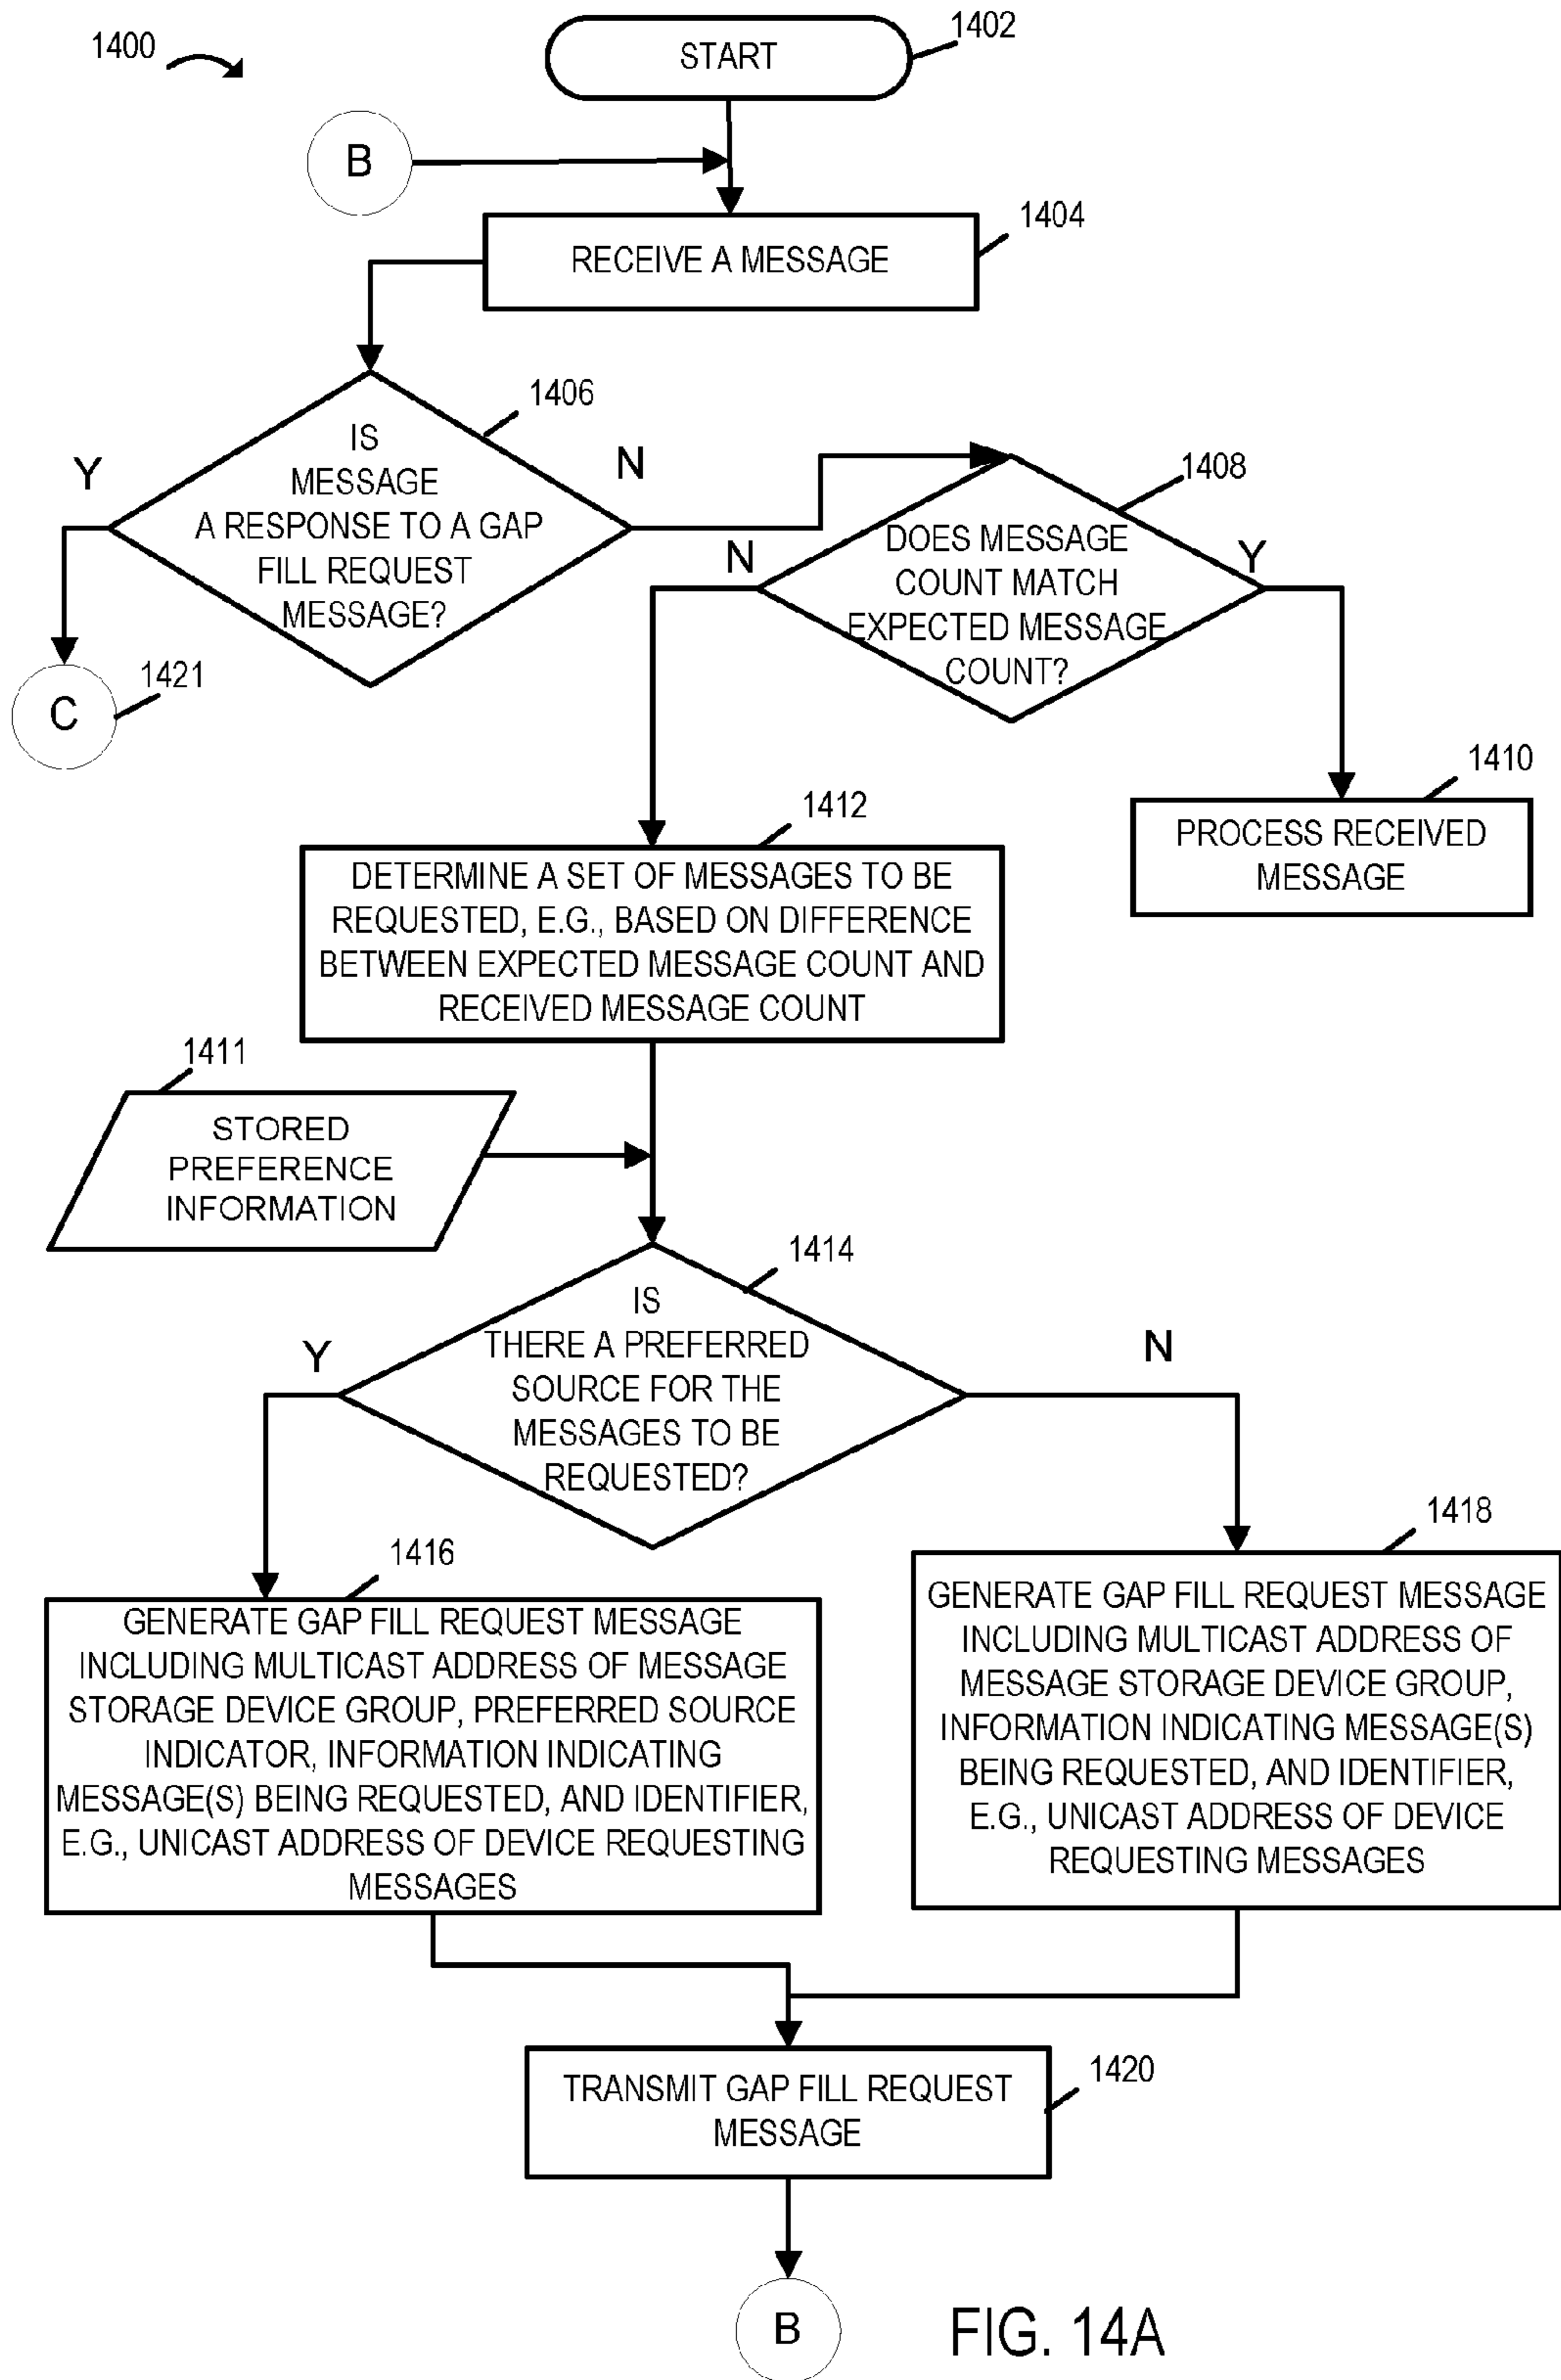 1400
START
1402
B
RECEIVE A MESSAGE
1404
IS
MESSAGE
A RESPONSE TO A GAP
FILL REQUEST
MESSAGE?
1406
Y
N
C
1421
DOES MESSAGE
COUNT MATCH
EXPECTED MESSAGE
COUNT?
1408
N
Y
1410
PROCESS RECEIVED
MESSAGE
1412
DETERMINE A SET OF MESSAGES TO BE
REQUESTED, E.G., BASED ON DIFFERENCE
BETWEEN EXPECTED MESSAGE COUNT AND
RECEIVED MESSAGE COUNT
1411
STORED
PREFERENCE
INFORMATION
1414
IS
THERE A PREFERRED
SOURCE FOR THE
MESSAGES TO BE
REQUESTED?
Y
N
1416
GENERATE GAP FILL REQUEST MESSAGE
INCLUDING MULTICAST ADDRESS OF MESSAGE
STORAGE DEVICE GROUP, PREFERRED SOURCE
INDICATOR, INFORMATION INDICATING
MESSAGE(S) BEING REQUESTED, AND IDENTIFIER,
E.G., UNICAST ADDRESS OF DEVICE REQUESTING
MESSAGES
1418
GENERATE GAP FILL REQUEST MESSAGE
INCLUDING MULTICAST ADDRESS OF
MESSAGE STORAGE DEVICE GROUP,
INFORMATION INDICATING MESSAGE(S)
BEING REQUESTED, AND IDENTIFIER,
E.G., UNICAST ADDRESS OF DEVICE
REQUESTING MESSAGES
TRANSMIT GAP FILL REQUEST
MESSAGE
1420
B
FIG. 14A